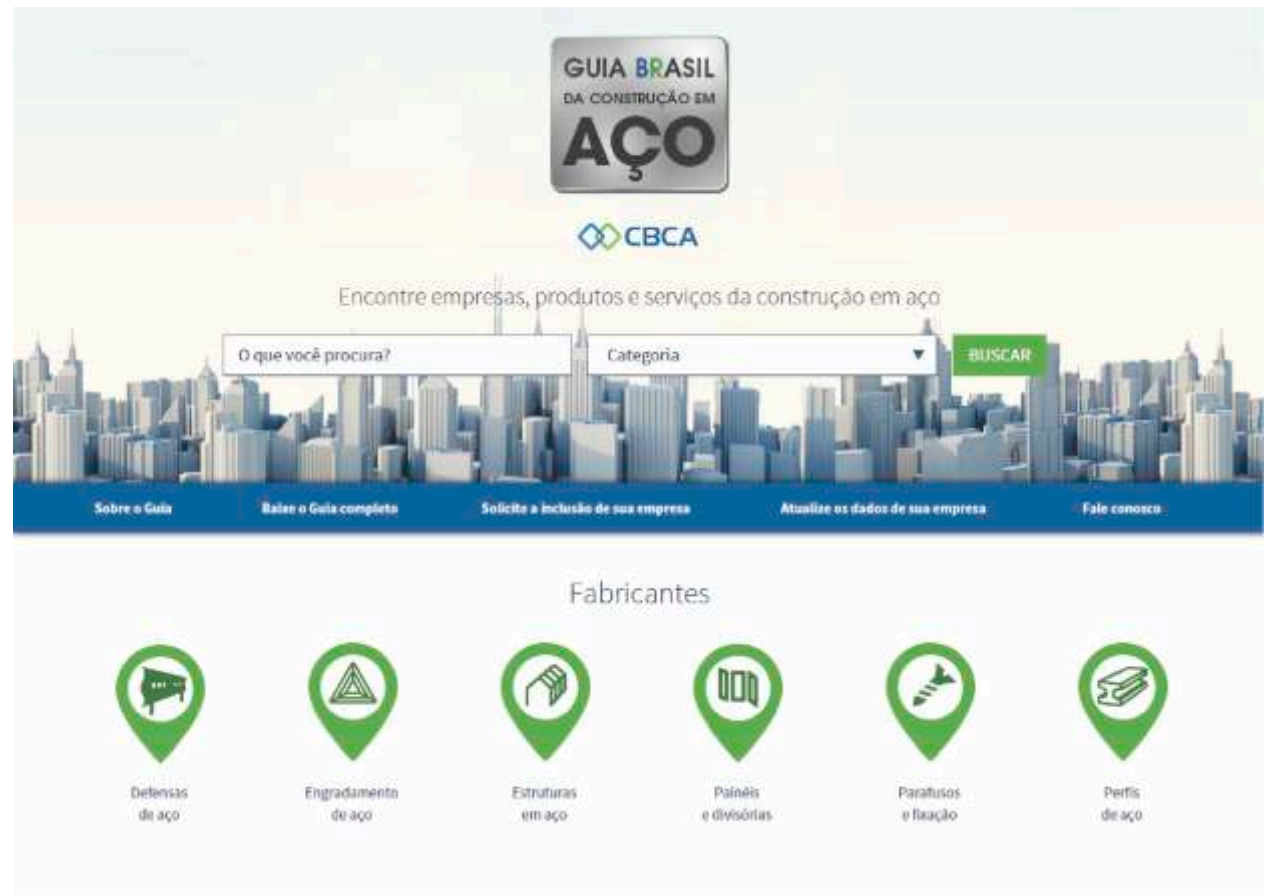 GUIA BRASIL
DA CONSTRUÇÃO EM
AÇO
CBCA
Encontre empresas, produtos e serviços da construção em aço
O que você procura?
Categoria
BUSCAR
Sobre o Guia
Baixe o Guia completo
Solicite a inclusão de sua empresa
Atualize os dados de sua empresa
Fale conosco
Fabricantes
Defensas
de aço
Engradamento
de aço
Estruturas
em aço
Painéis
e divisórias
Parafusos
e fixação
Perfis
de aço